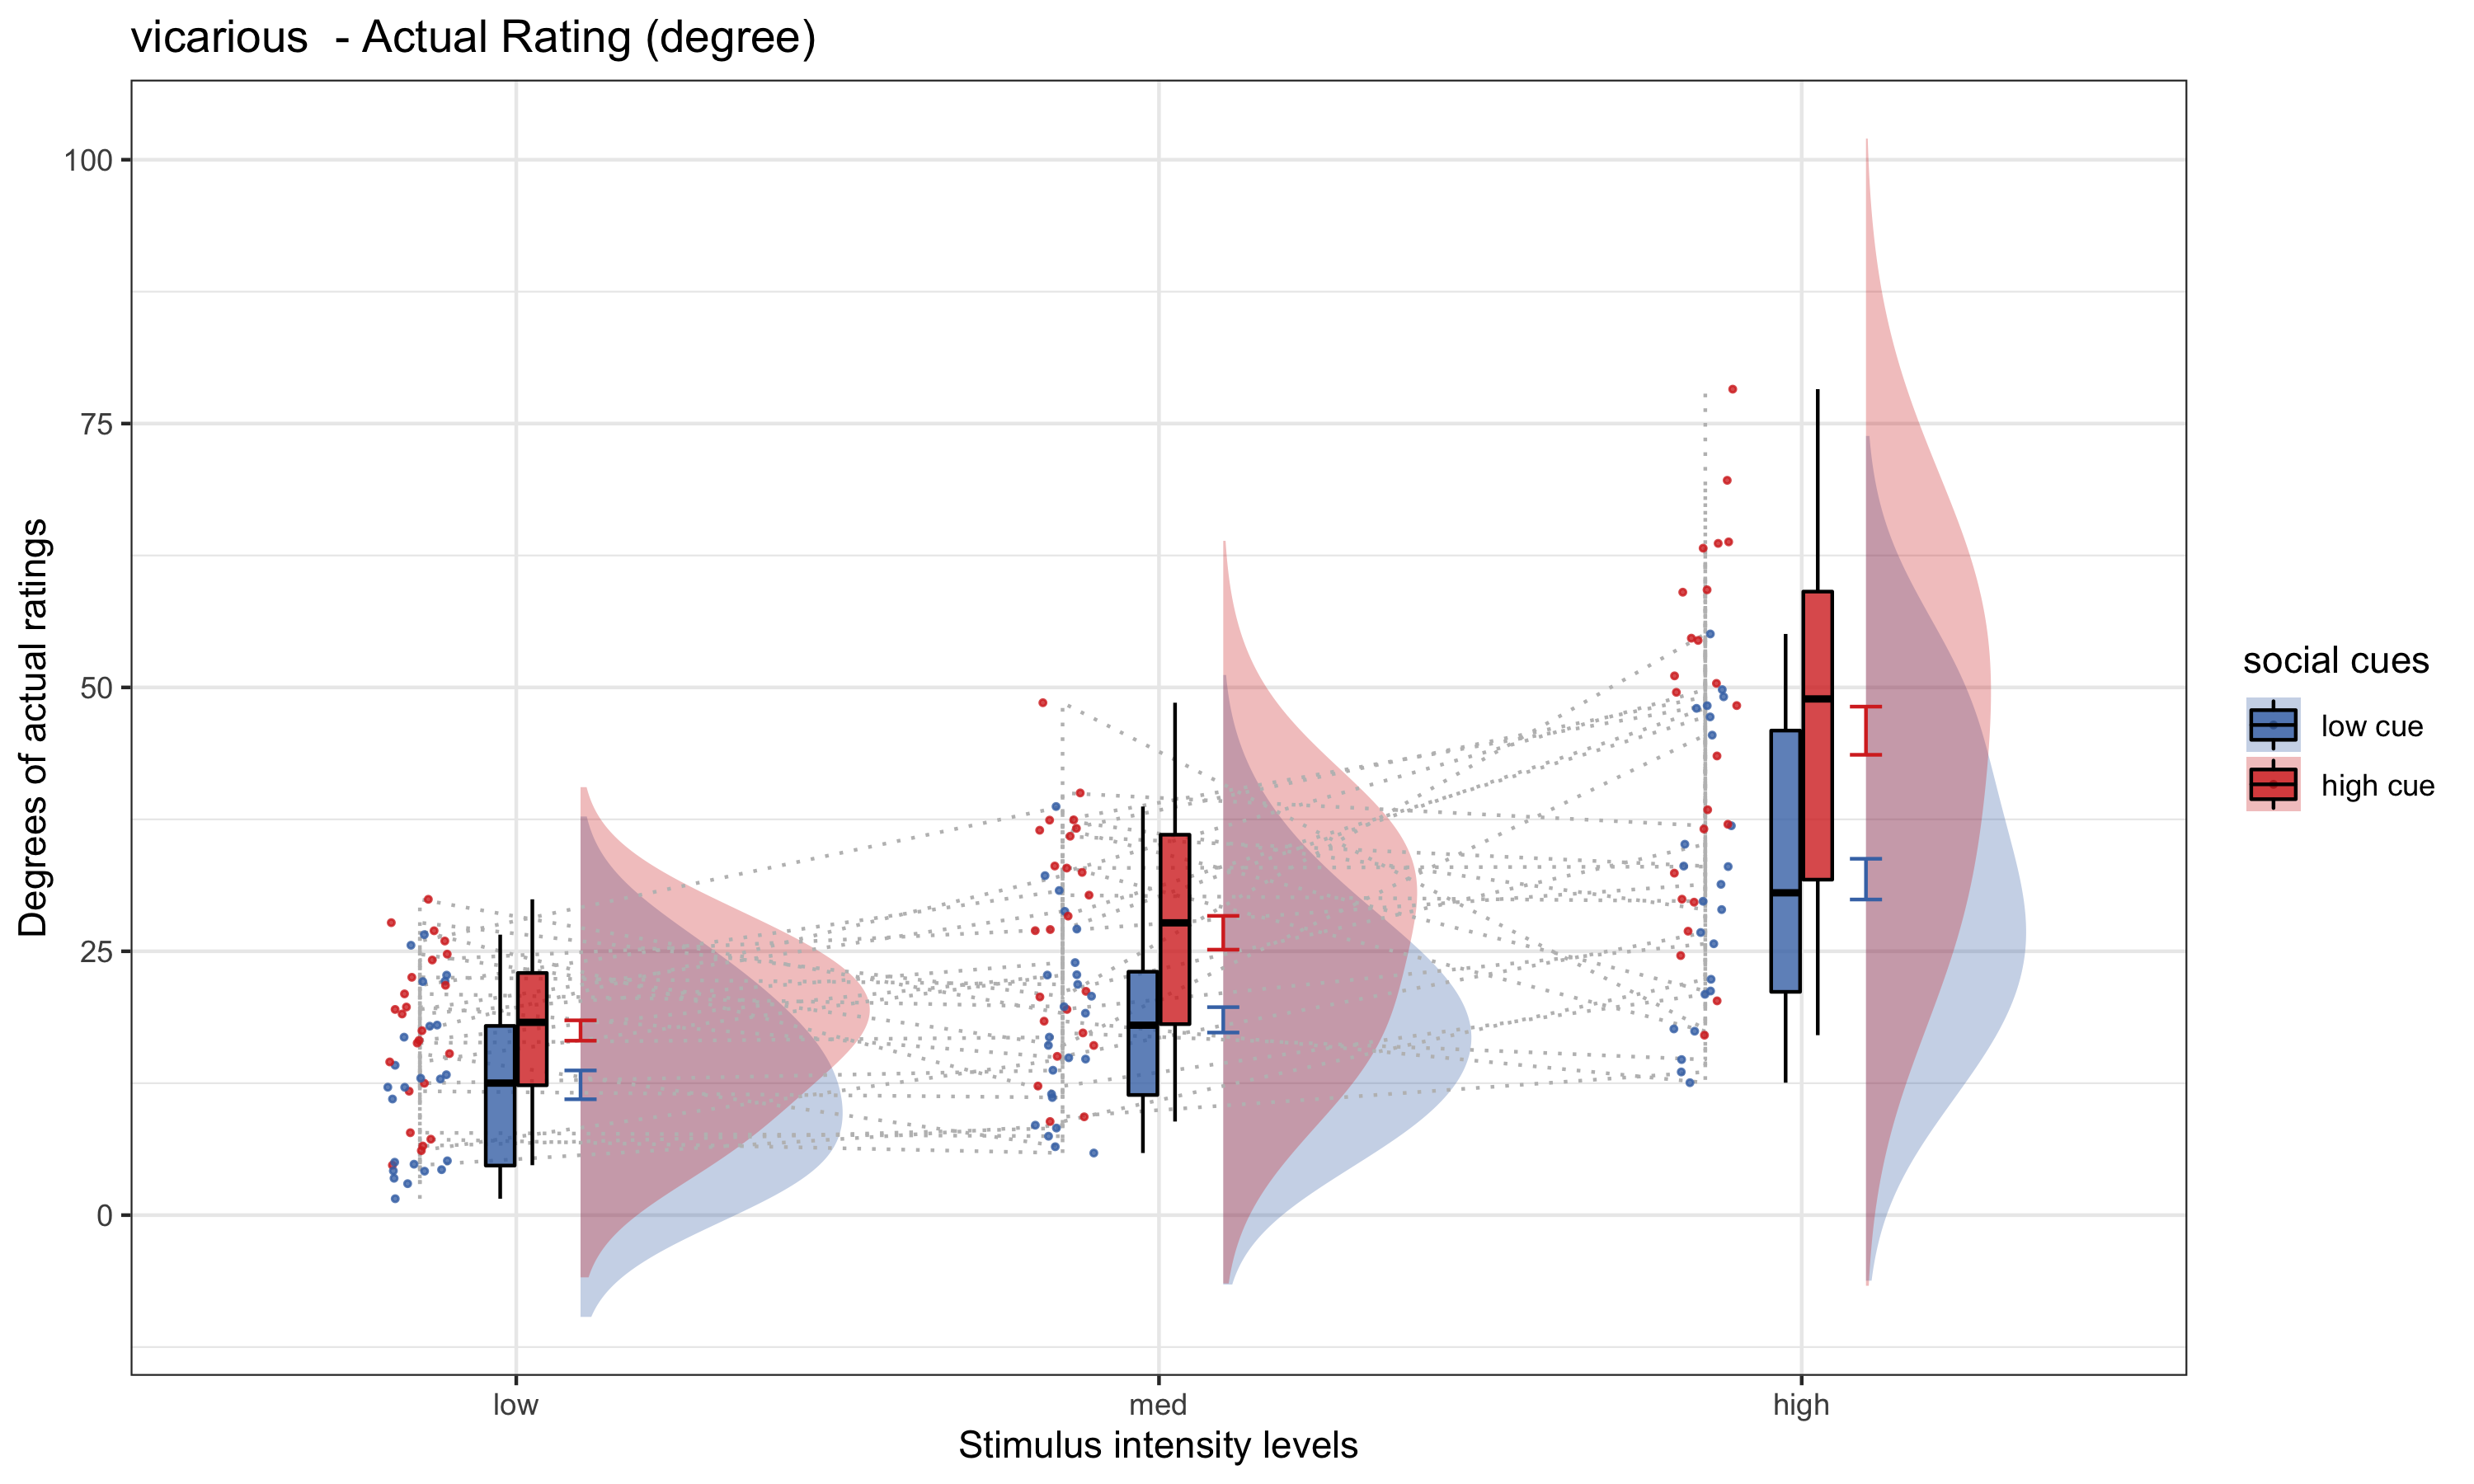 vicarious  - Actual Rating (degree)
100
75
50
25
0
Degrees of actual ratings
low
med
high
Stimulus intensity levels
social cues
low cue
high cue